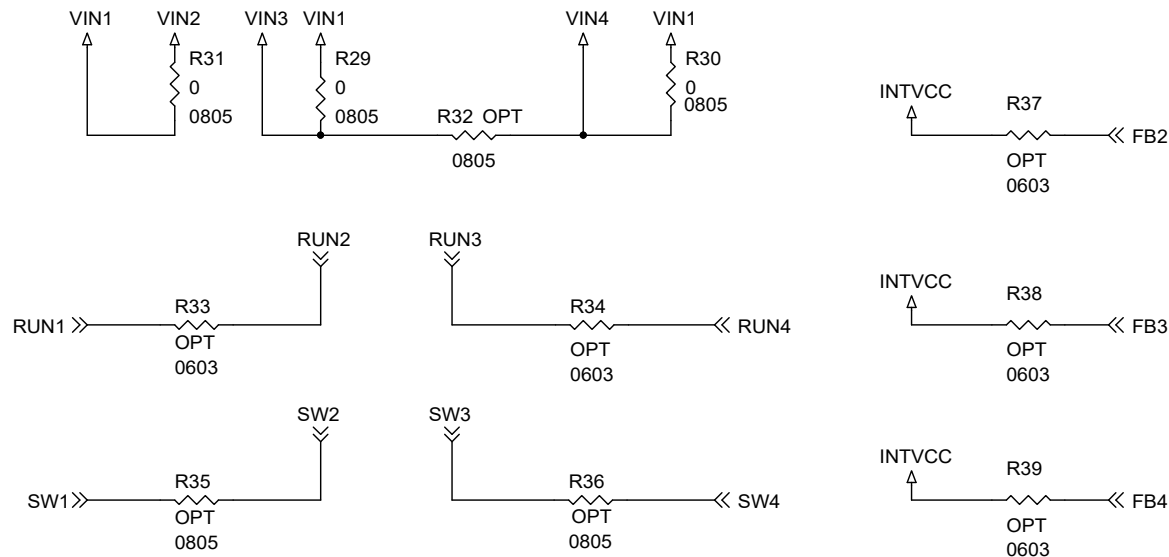 VIN1
VIN2
VIN3
VIN1
VIN4
VIN1
R31
0
0805
R29
0
0805
R32 OPT
0805
R30
0
0805
INTVCC
R37
OPT
0603
FB2
RUN1
R33
OPT
0603
RUN2
RUN3
R34
OPT
0603
RUN4
INTVCC
R38
OPT
0603
FB3
SW1
R35
OPT
0805
SW2
SW3
R36
OPT
0805
SW4
INTVCC
R39
OPT
0603
FB4